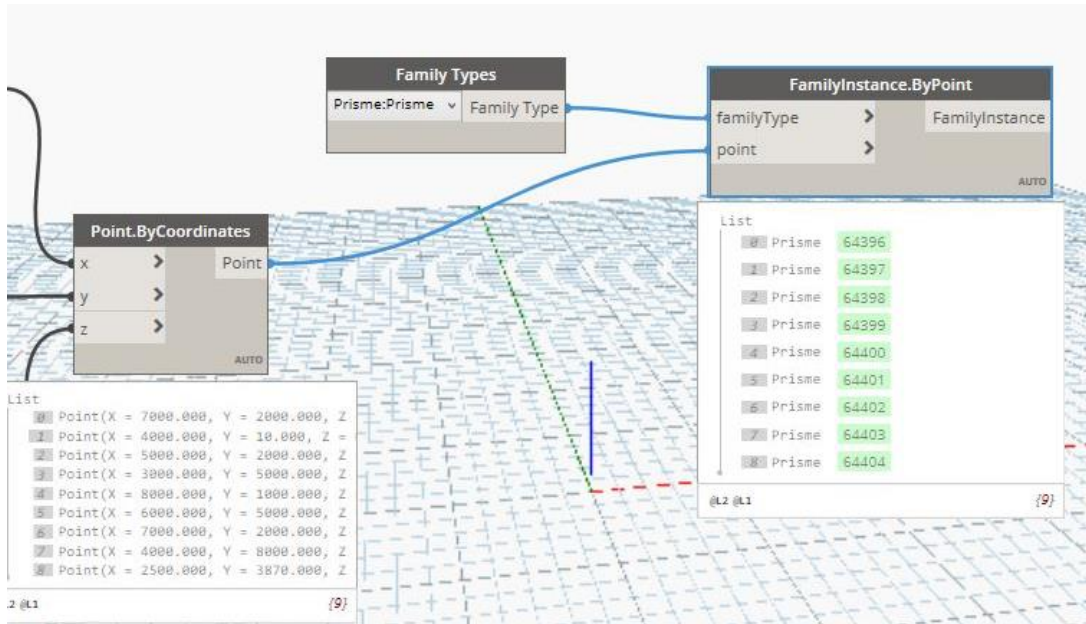 Family Types
Prisme:Prisme
Family Type
FamilyInstance.ByPoint
familyType
FamilyInstance
point
AUTO
Point.ByCoordinates
x
Point
y
z
AUTO
List
0 Point(X = 7000.000, Y = 2000.000, Z
1 Point(X = 4000.000, Y = 10.000, Z =
2 Point(X = 5000.000, Y = 2000.000, Z
3 Point(X = 3000.000, Y = 5000.000, Z
4 Point(X = 8000.000, Y = 1000.000, Z
5 Point(X = 6000.000, Y = 5000.000, Z
6 Point(X = 7000.000, Y = 2000.000, Z
7 Point(X = 4000.000, Y = 8000.000, Z
8 Point(X = 2500.000, Y = 3870.000, Z
.2 @L1 {9}
List
0 Prisme 64396
1 Prisme 64397
2 Prisme 64398
3 Prisme 64399
4 Prisme 64400
5 Prisme 64401
6 Prisme 64402
7 Prisme 64403
8 Prisme 64404
@L2 @L1 {9}